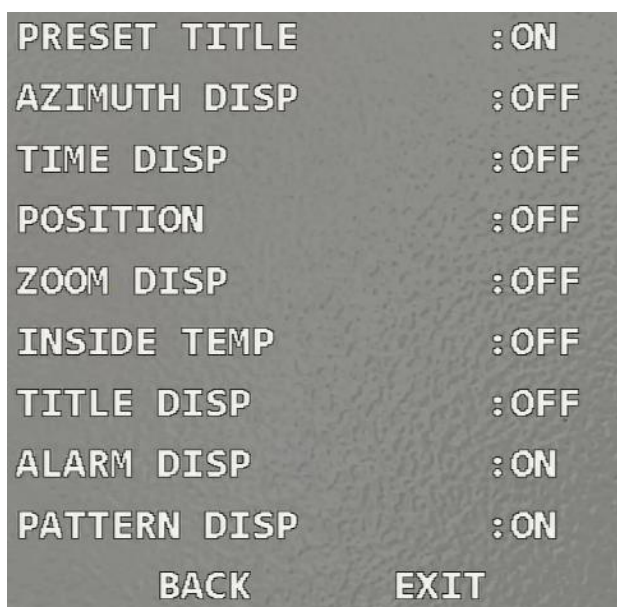 PRESET TITLE :ON
AZIMUTH DISP :OFF
TIME DISP :OFF
POSITION :OFF
ZOOM DISP :OFF
INSIDE TEMP :OFF
TITLE DISP :OFF
ALARM DISP :ON
PATTERN DISP :ON
BACK EXIT